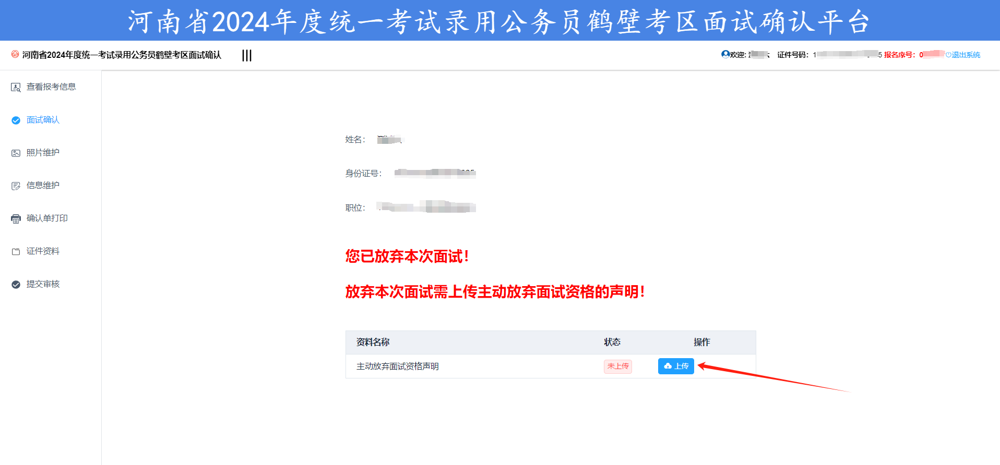 河南省2024年度统一考试录用公务员鹤壁考区面试确认平台
河南省2024年度统一考试录用公务员鹤壁考区面试确认
欢迎: 证件号码: 1 5 报名序号: 0 退出系统
查看报考信息
面试确认
照片维护
信息维护
确认单打印
证件资料
提交审核
姓名:
身份证号:
职位:
您已放弃本次面试!
放弃本次面试需上传主动放弃面试资格的声明!
资料名称 状态 操作
主动放弃面试资格声明 未上传 上传